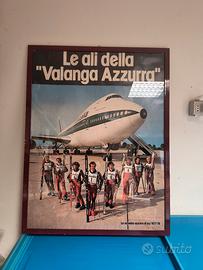 Le ali della
"Valanga Azzurra"
subito